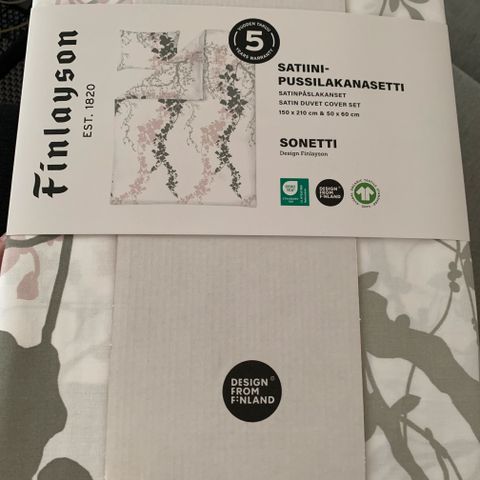 Finlayson
EST. 1820
VUODEN TAKUU
5
YEARS WARRANTY
SATIINI-
PUSSILAKANASETTI
SATINPÅSLAKANSET
SATIN DUVET COVER SET
150 x 210 cm & 50 x 60 cm
SONETTI
Design Finlayson
DESIGN
FROM
FINLAND
DESIGN
FROM
FINLAND